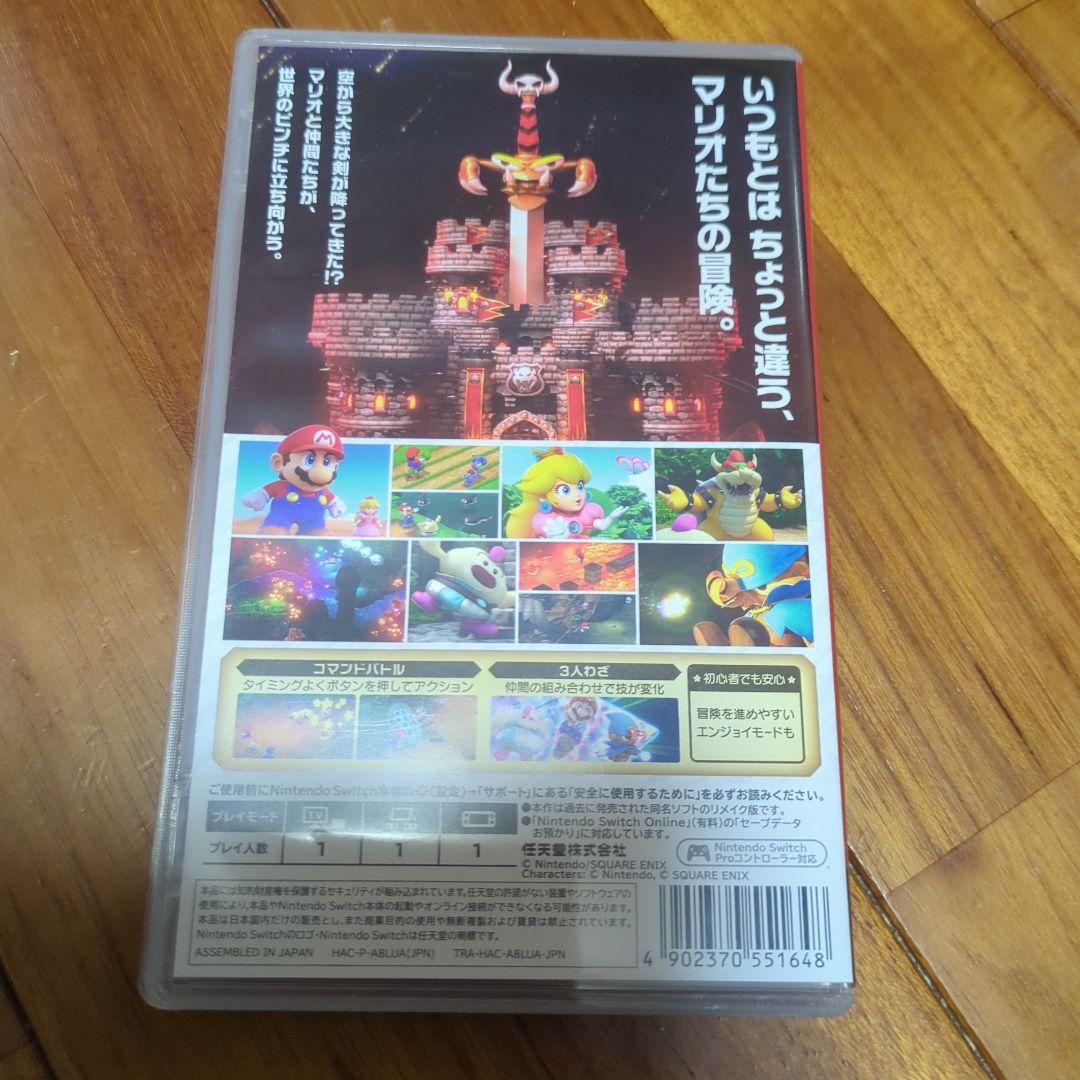 いつもとは ちょっと違う、
マリオたちの冒険。
空から大きな剣が降ってきた!?
マリオと仲間たちが、
世界のピンチに立ち向かう。
コマンドバトル
タイミングよくボタンを押してアクション
3人わざ
仲間の組み合わせで技が変化
★初心者でも安心★
冒険を進めやすい
エンジョイモードも
ご使用前にNintendo Switch本体の(設定)→「サポート」にある「安全に使用するために」を必ずお読みください。
プレイモード
TV
プレイ人数 1 1 1
●本作は過去に発売された同名ソフトのリメイク版です。
●「Nintendo Switch Online」(有料)の「セーブデータ
お預かり」に対応しています。
任天堂株式会社
© Nintendo/SQUARE ENIX
Characters: © Nintendo, © SQUARE ENIX
Nintendo Switch
Proコントローラー対応
本品には知的財産権を保護するセキュリティが組み込まれています。任天堂の許諾がない装置やソフトウェアの
使用により、本品やNintendo Switch本体の起動やオンライン接続ができなくなる可能性があります。
本品は日本国内だけの販売とし、また商業目的の使用や無断複製および賃貸は禁止されています。
Nintendo Switchのロゴ・Nintendo Switchは任天堂の商標です。
ASSEMBLED IN JAPAN HAC-P-A8LUA(JPN) TRA-HAC-A8LUA-JPN
4 902370 551648